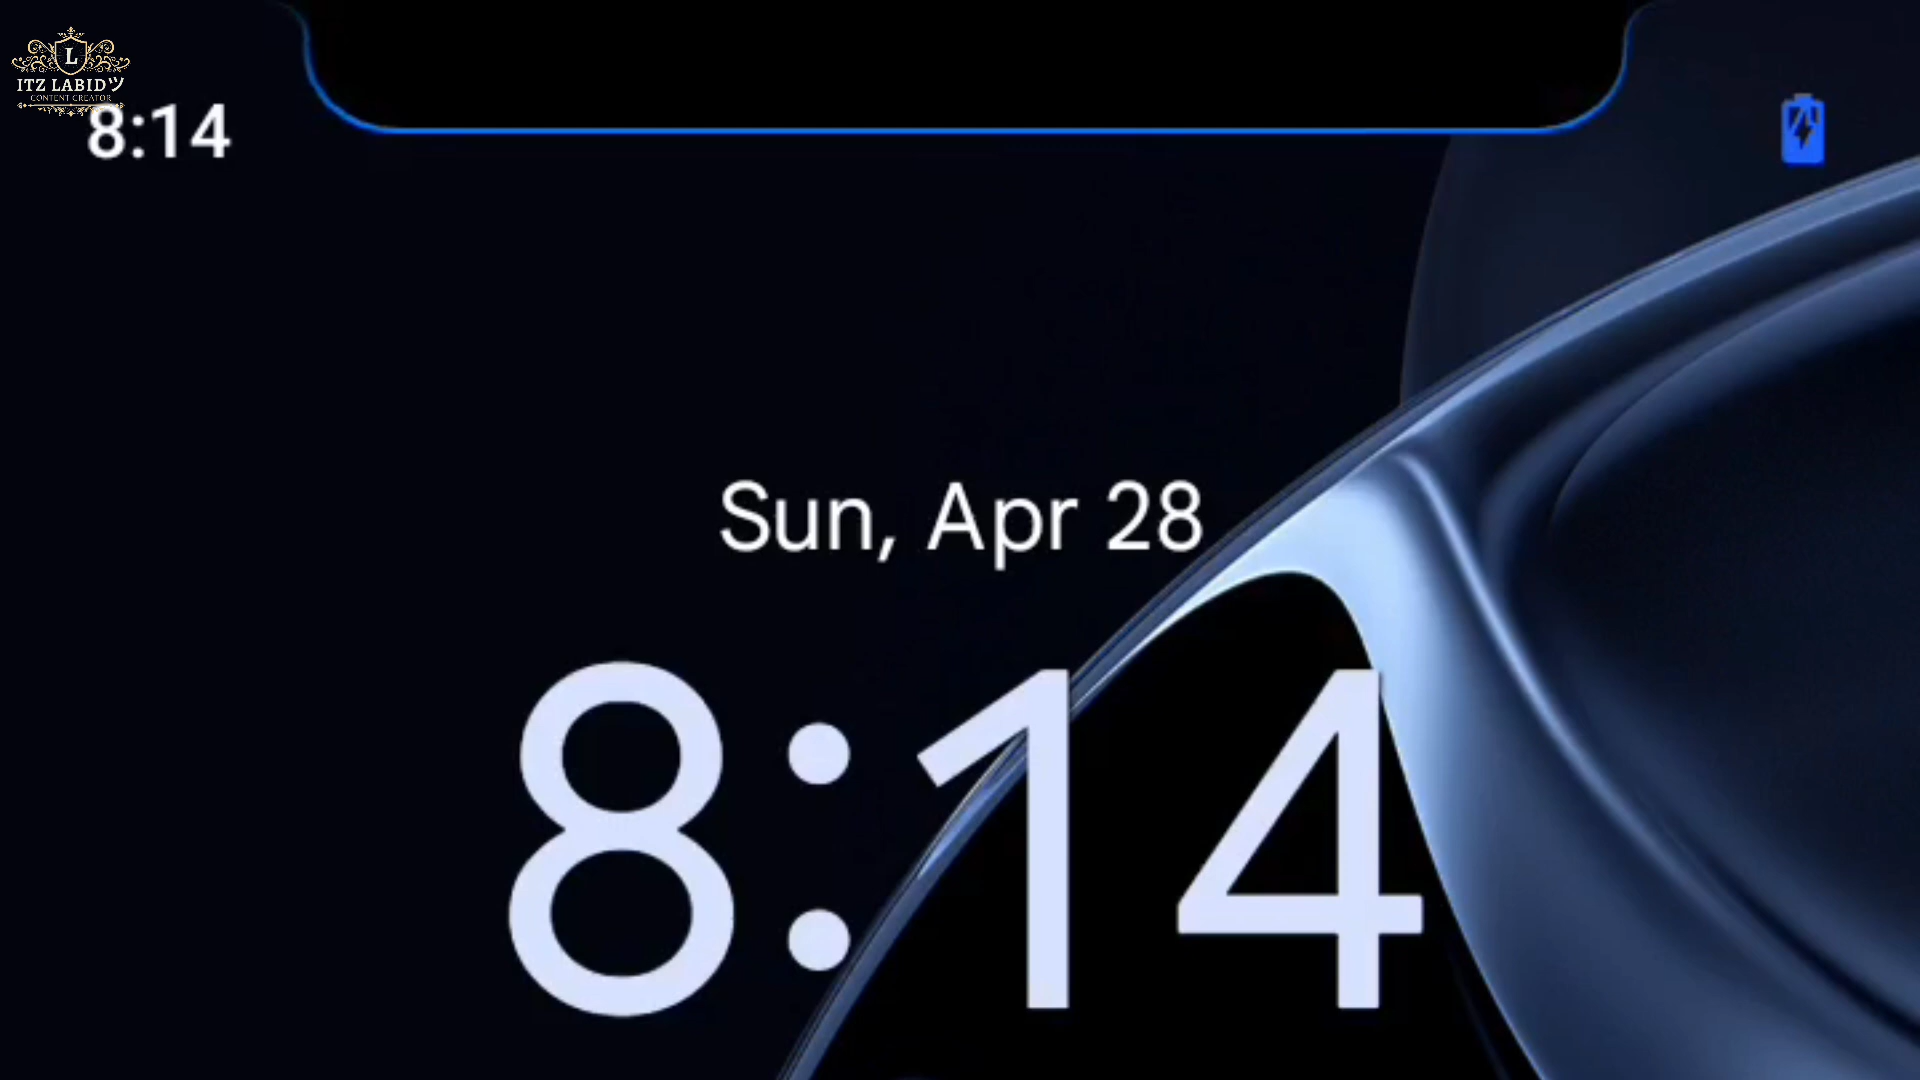 L
ITZ LABIDツ
CONTENT CREATOR
8:14
Sun, Apr 28
8:14